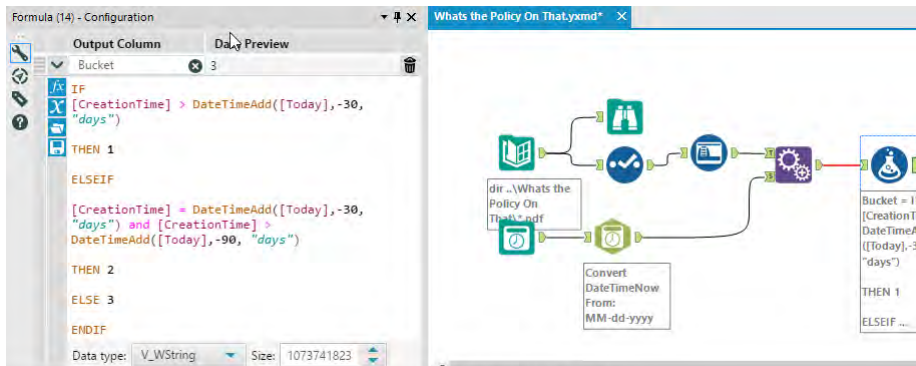 Formula (14) - Configuration
Whats the Policy On That.yxmd*
Output Column
Data Preview
Bucket
3
IF
[CreationTime] > DateTimeAdd([Today],-30,
"days")
THEN 1
ELSEIF
[CreationTime] = DateTimeAdd([Today],-30,
"days") and [CreationTime] >
DateTimeAdd([Today],-90, "days")
THEN 2
ELSE 3
ENDIF
Data type:
V_WString
Size:
1073741823
dir ..\Whats the
Policy On
That\*.pdf
Convert
DateTimeNow
From:
MM-dd-yyyy
Bucket = I
[CreationT
DateTimeA
([Today],-3
"days")
THEN 1
ELSEIF ...